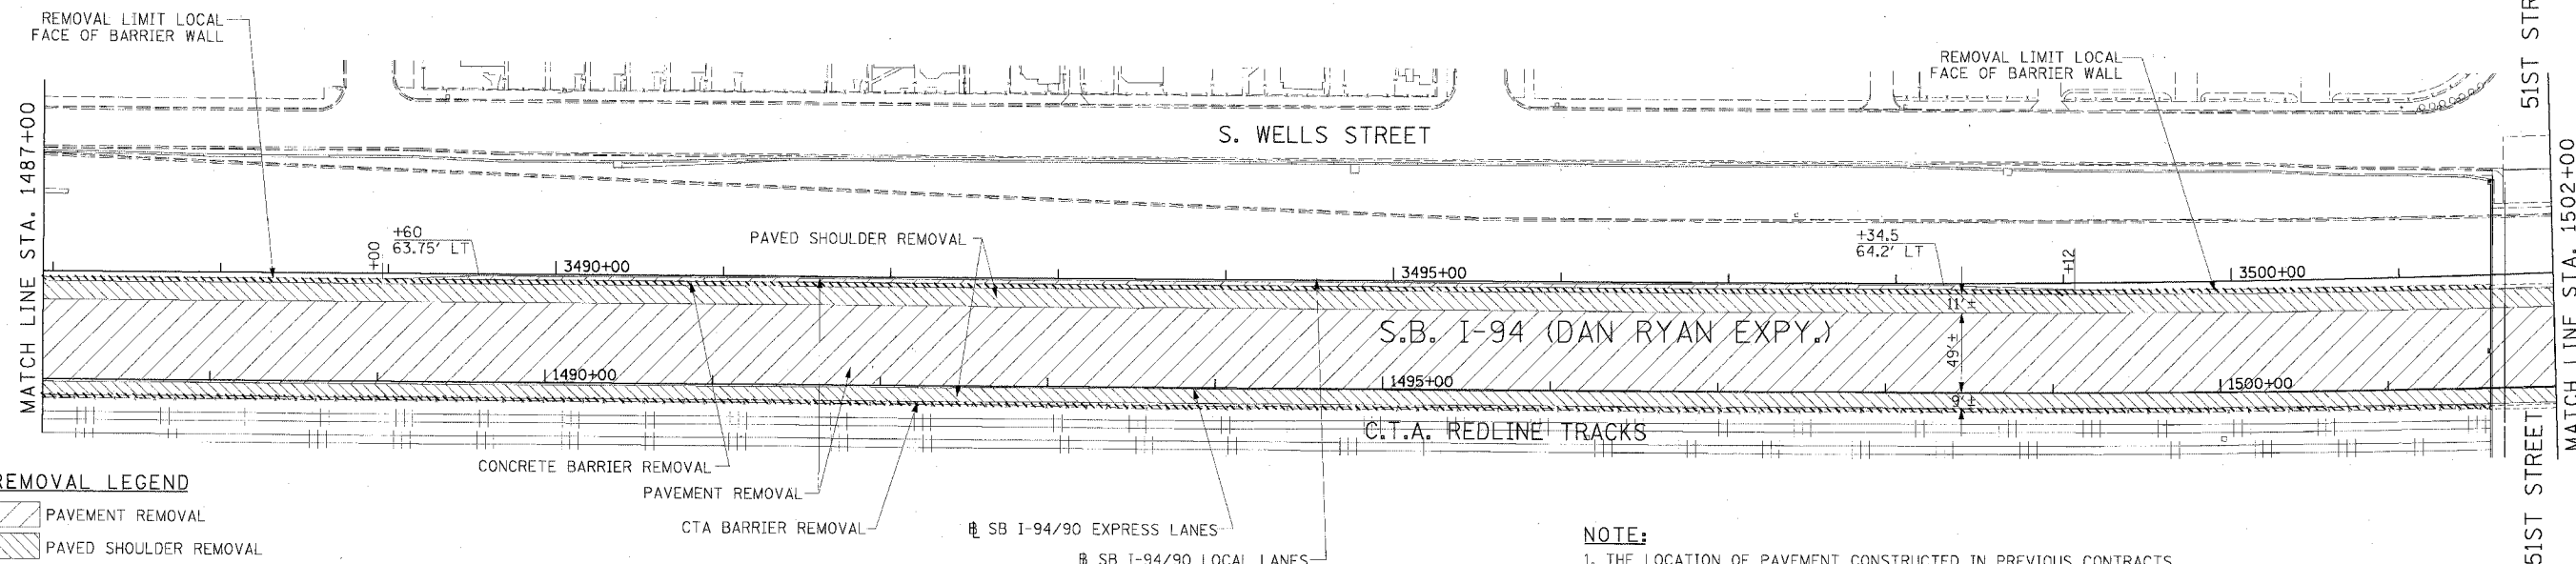 REMOVAL LIMIT LOCAL
FACE OF BARRIER WALL
REMOVAL LIMIT LOCAL
FACE OF BARRIER WALL
51ST STR
S. WELLS STREET
MATCH LINE STA. 1487+00
MATCH LINE STA. 1502+00
+00
+60
63.75' LT
PAVED SHOULDER REMOVAL
+34.5
64.2' LT
+12
3490+00
3495+00
3500+00
11'±
S.B. I-94 (DAN RYAN EXPY.)
49'±
1490+00
1495+00
1500+00
9'±
C.T.A. REDLINE TRACKS
CONCRETE BARRIER REMOVAL
PAVEMENT REMOVAL
CTA BARRIER REMOVAL
SB I-94/90 EXPRESS LANES
SB I-94/90 LOCAL LANES
51ST STREET
REMOVAL LEGEND
PAVEMENT REMOVAL
PAVED SHOULDER REMOVAL
NOTE:
1. THE LOCATION OF PAVEMENT CONSTRUCTED IN PREVIOUS CONTRACTS